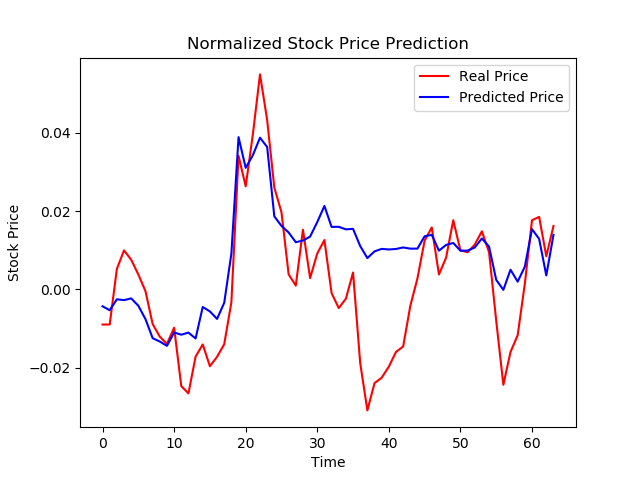 Normalized Stock Price Prediction
Real Price
Predicted Price
Stock Price
0.04
0.02
0.00
−0.02
0 10 20 30 40 50 60
Time